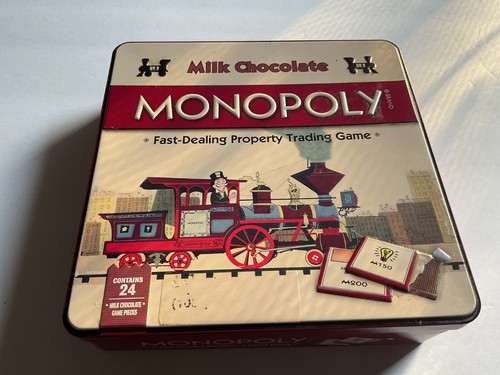 Milk Chocolate
MONOPOLY
BRAND
• Fast-Dealing Property Trading Game •
CONTAINS
24
• MILK CHOCOLATE •
GAME PIECES
M150
M200
MONOPOLY